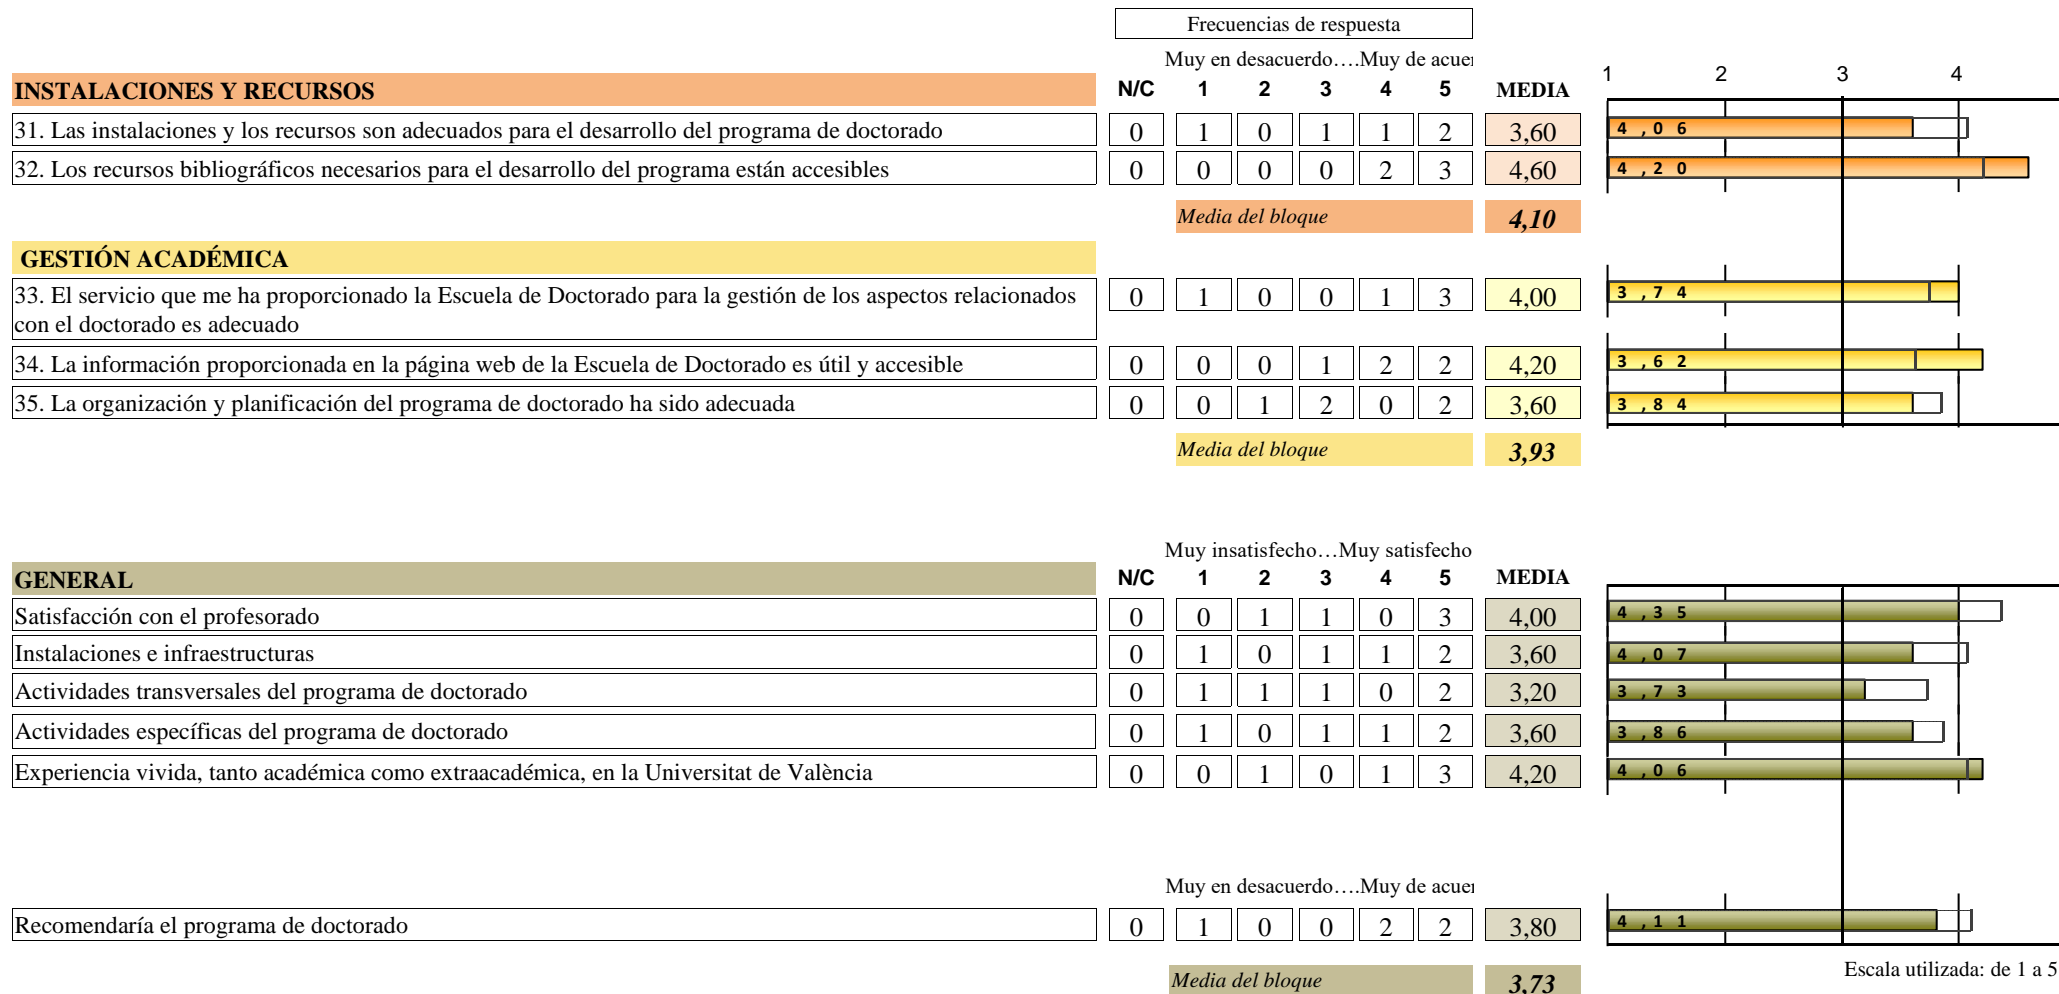 Frecuencias de respuesta
Muy en desacuerdo….Muy de acuer
1 2 3 4
INSTALACIONES Y RECURSOS N/C 1 2 3 4 5 MEDIA
31. Las instalaciones y los recursos son adecuados para el desarrollo del programa de doctorado 0 1 0 1 1 2 3,60 4,06
32. Los recursos bibliográficos necesarios para el desarrollo del programa están accesibles 0 0 0 0 2 3 4,60 4,20
Media del bloque 4,10
GESTIÓN ACADÉMICA
33. El servicio que me ha proporcionado la Escuela de Doctorado para la gestión de los aspectos relacionados
con el doctorado es adecuado 0 1 0 0 1 3 4,00 3,74
34. La información proporcionada en la página web de la Escuela de Doctorado es útil y accesible 0 0 0 1 2 2 4,20 3,62
35. La organización y planificación del programa de doctorado ha sido adecuada 0 0 1 2 0 2 3,60 3,84
Media del bloque 3,93
Muy insatisfecho…Muy satisfecho
GENERAL N/C 1 2 3 4 5 MEDIA
Satisfacción con el profesorado 0 0 1 1 0 3 4,00 4,35
Instalaciones e infraestructuras 0 1 0 1 1 2 3,60 4,07
Actividades transversales del programa de doctorado 0 1 1 1 0 2 3,20 3,73
Actividades específicas del programa de doctorado 0 1 0 1 1 2 3,60 3,86
Experiencia vivida, tanto académica como extraacadémica, en la Universitat de València 0 0 1 0 1 3 4,20 4,06
Muy en desacuerdo….Muy de acuer
Recomendaría el programa de doctorado 0 1 0 0 2 2 3,80 4,11
Escala utilizada: de 1 a 5
Media del bloque 3,73